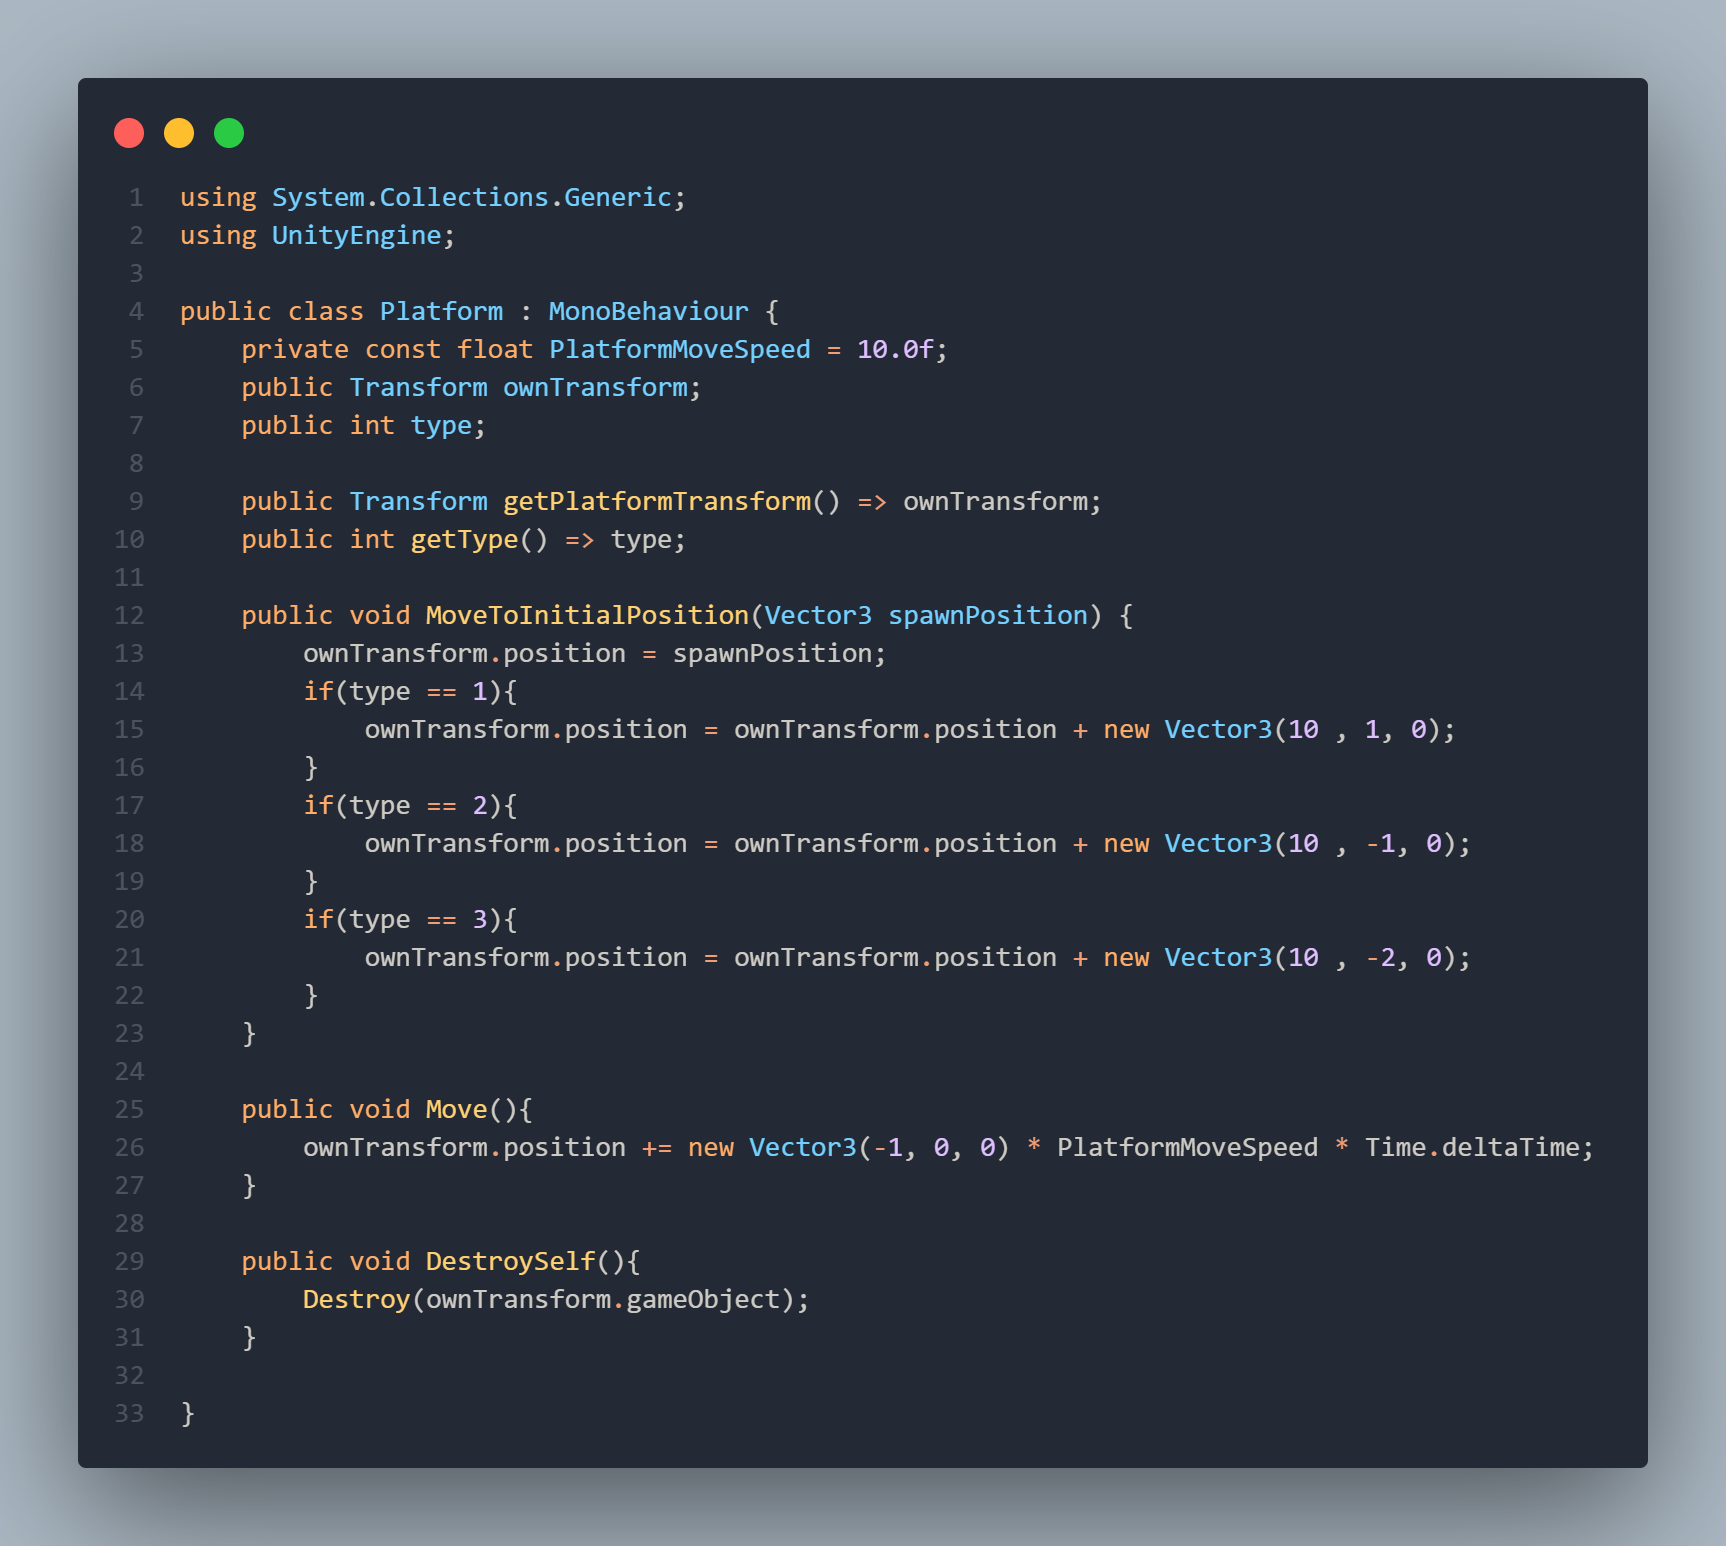 1 using System.Collections.Generic;
2 using UnityEngine;
3
4 public class Platform : MonoBehaviour {
5     private const float PlatformMoveSpeed = 10.0f;
6     public Transform ownTransform;
7     public int type;
8
9     public Transform getPlatformTransform() => ownTransform;
10     public int getType() => type;
11
12     public void MoveToInitialPosition(Vector3 spawnPosition) {
13         ownTransform.position = spawnPosition;
14         if(type == 1){
15             ownTransform.position = ownTransform.position + new Vector3(10 , 1, 0);
16         }
17         if(type == 2){
18             ownTransform.position = ownTransform.position + new Vector3(10 , -1, 0);
19         }
20         if(type == 3){
21             ownTransform.position = ownTransform.position + new Vector3(10 , -2, 0);
22         }
23     }
24
25     public void Move(){
26         ownTransform.position += new Vector3(-1, 0, 0) * PlatformMoveSpeed * Time.deltaTime;
27     }
28
29     public void DestroySelf(){
30         Destroy(ownTransform.gameObject);
31     }
32
33 }